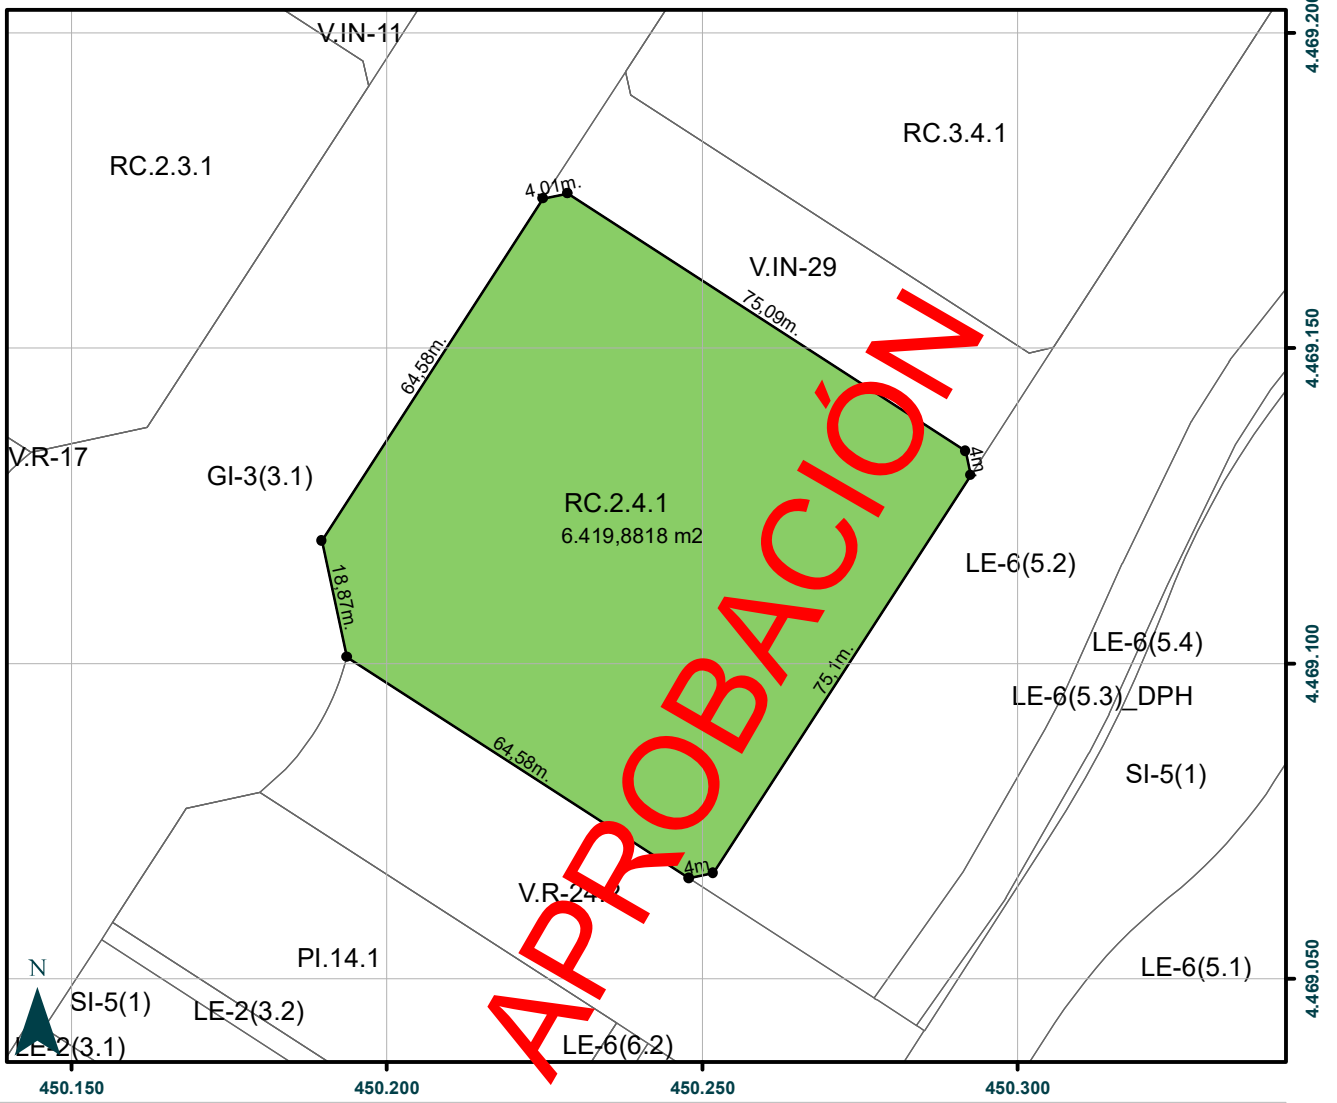 V.IN-11
4.469.200
RC.2.3.1
RC.3.4.1
4,01m.
V.IN-29
75,09m.
64,58m.
4.469.150
V.R-17
GI-3(3.1)
4m
RC.2.4.1
6.419,8818 m2
LE-6(5.2)
18,87m.
LE-6(5.4)
4.469.100
75,1m.
LE-6(5.3)_DPH
64,58m.
SI-5(1)
4m
V.R-24.2
PI.14.1
LE-6(5.1)
4.469.050
N
SI-5(1)
LE-2(3.2)
LE-2(3.1)
LE-6(6.2)
APROBACIÓN
450.150
450.200
450.250
450.300